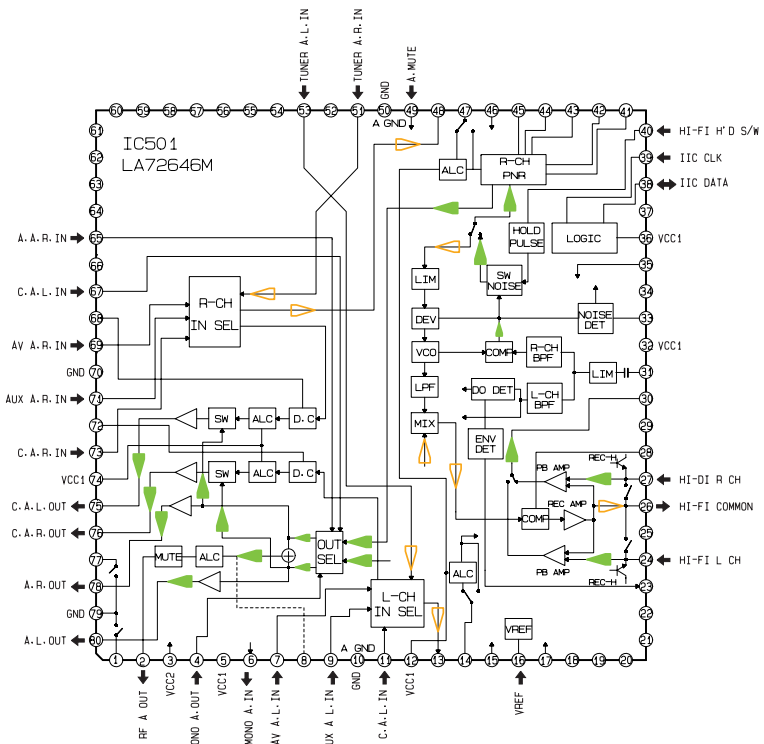 TUNER A.L.IN
TUNER A.R.IN
GND
A.MUTE
60 59 58 57 56 55 54 53 52 51 50 49 48 47 46 45 44 43 42 41
A GND
IC501
LA72646M
61
62
63
64
A.A.R.IN 65
66
C.A.L.IN 67
68
AV A.R.IN 69
GND 70
AUX A.R.IN 71
72
C.A.R.IN 73
VCC1 74
C.A.L.OUT 75
C.A.R.OUT 76
77
A.R.OUT 78
GND 79
A.L.OUT 80
40 HI-FI H'D S/W
39 IIC CLK
38 IIC DATA
37
36 VCC1
35
34
33
32 VCC1
31
30
29
28
27 HI-DI R CH
26 HI-FI COMMON
25
24 HI-FI L CH
23
22
21
ALC
R-CH
PNR
HOLD
PULSE
LOGIC
R-CH
IN SEL
LIM
SW
NOISE
NOISE
DET
DEV
VCO
COMP
R-CH
BPF
LIM
LPF
DO DET
L-CH
BPF
MIX
ENV
DET
SW
ALC
D.C
SW
ALC
D.C
REC-H
PB AMP
REC AMP
COMP
PB AMP
REC-H
OUT
SEL
MUTE
ALC
ALC
L-CH
IN SEL
VREF
A GND
1 2 3 4 5 6 7 8 9 10 11 12 13 14 15 16 17 18 19 20
RF A OUT
VCC2
ONO A.OUT
VCC1
MONO A.IN
AV A.L.IN
UX A L.IN
GND
C.A.L.IN
VCC1
VREF